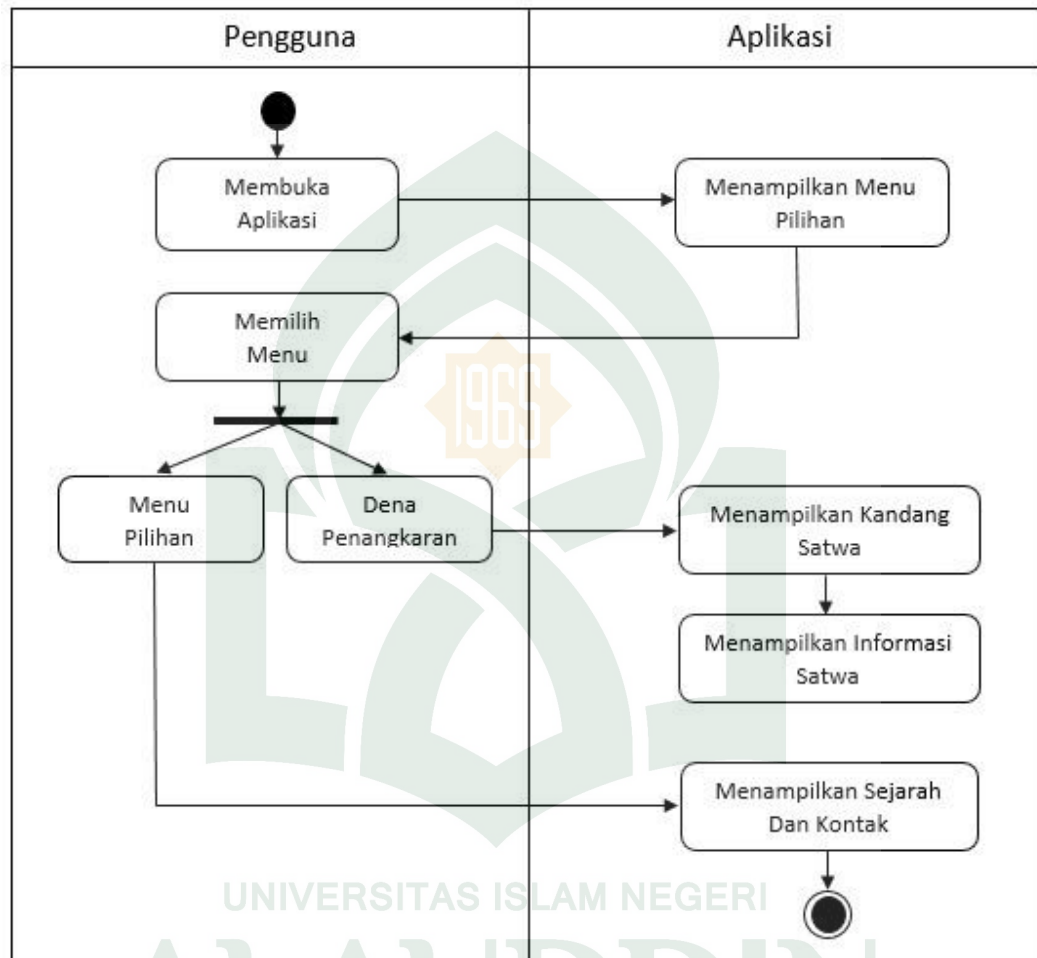 Pengguna
Aplikasi
Membuka
Aplikasi
Menampilkan Menu
Pilihan
Memilih
Menu
1965
Menu
Pilihan
Dena
Penangkaran
Menampilkan Kandang
Satwa
Menampilkan Informasi
Satwa
Menampilkan Sejarah
Dan Kontak
UNIVERSITAS ISLAM NEGERI
ALAUDDIN